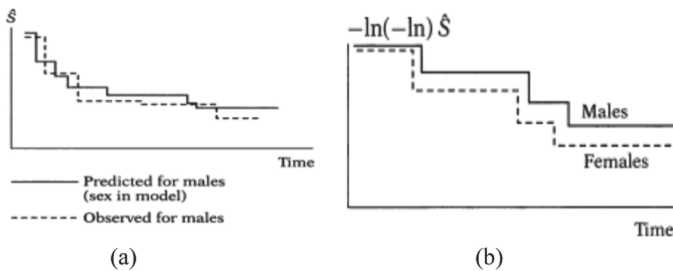 Ŝ
Time
Predicted for males
(sex in model)
Observed for males
(a)
−ln(−ln) Ŝ
Males
Females
Time
(b)